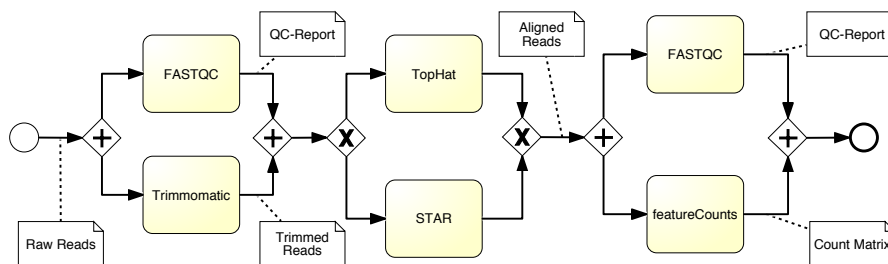 QC-Report
Aligned
Reads
QC-Report
FASTQC
TopHat
FASTQC
Trimmomatic
STAR
featureCounts
Raw Reads
Trimmed
Reads
Count Matrix